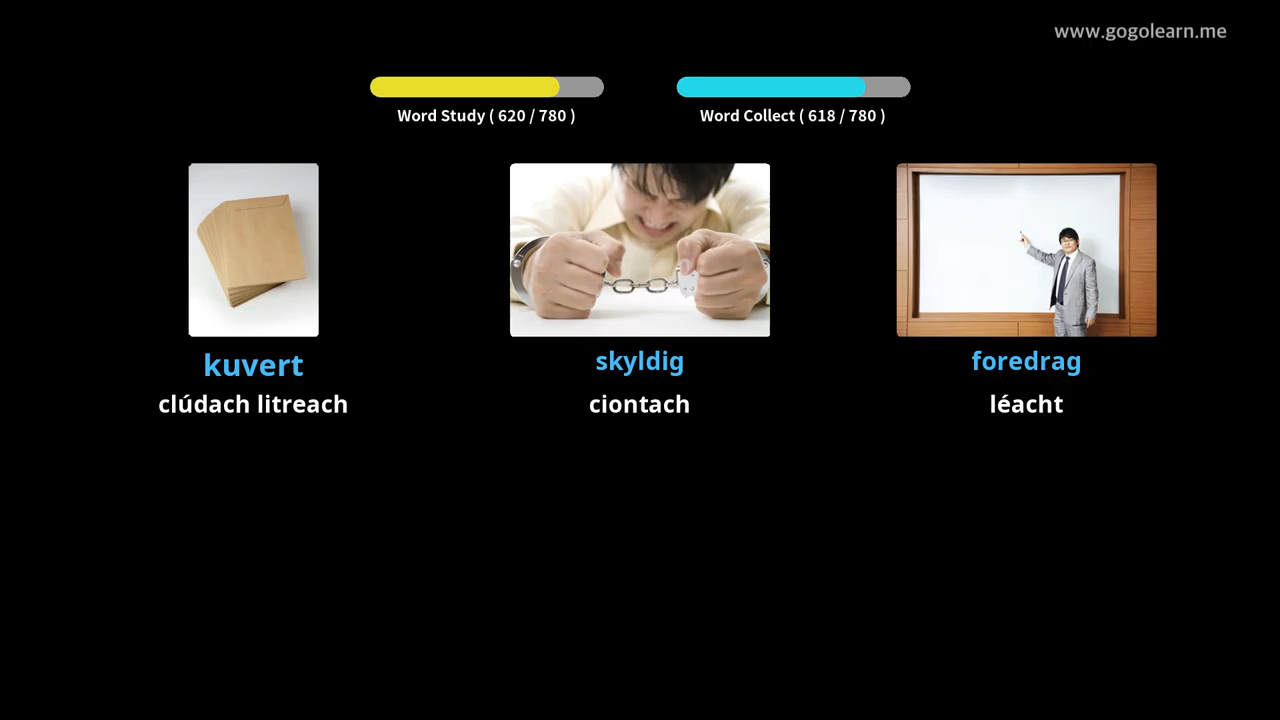 www.gogolearn.me
Word Study ( 620 / 780 )
Word Collect ( 618 / 780 )
kuvert
clúdach litreach
skyldig
ciontach
foredrag
léacht